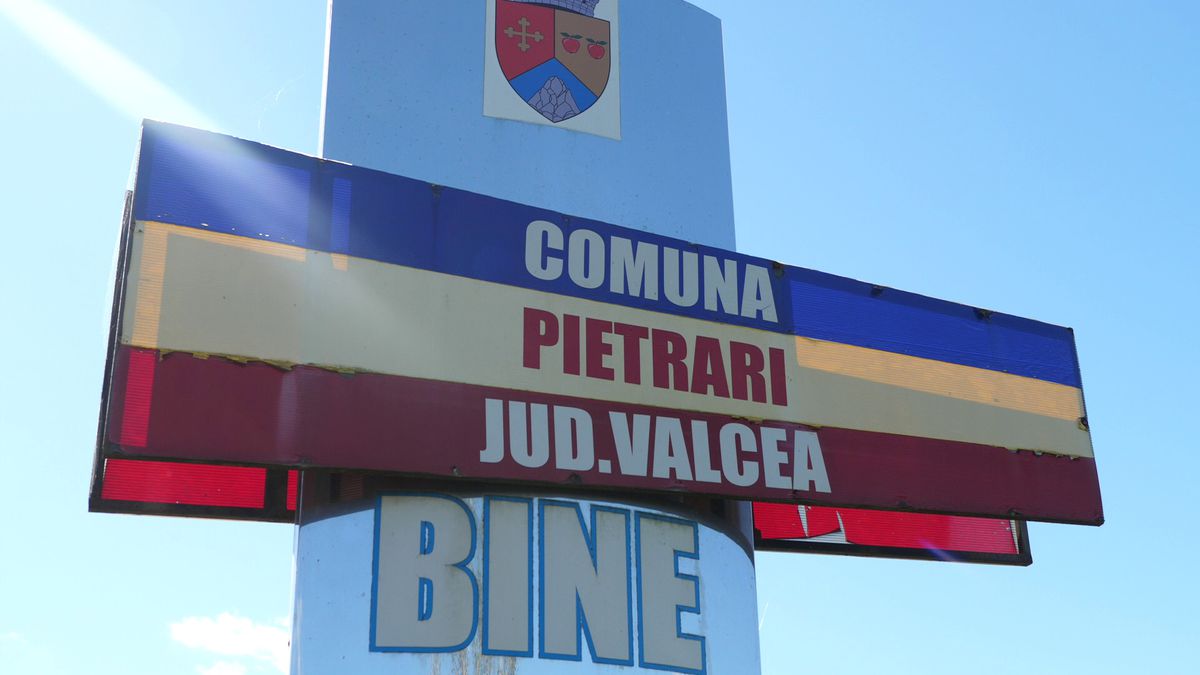 COMUNA
PIETRARI
JUD.VALCEA
BINE